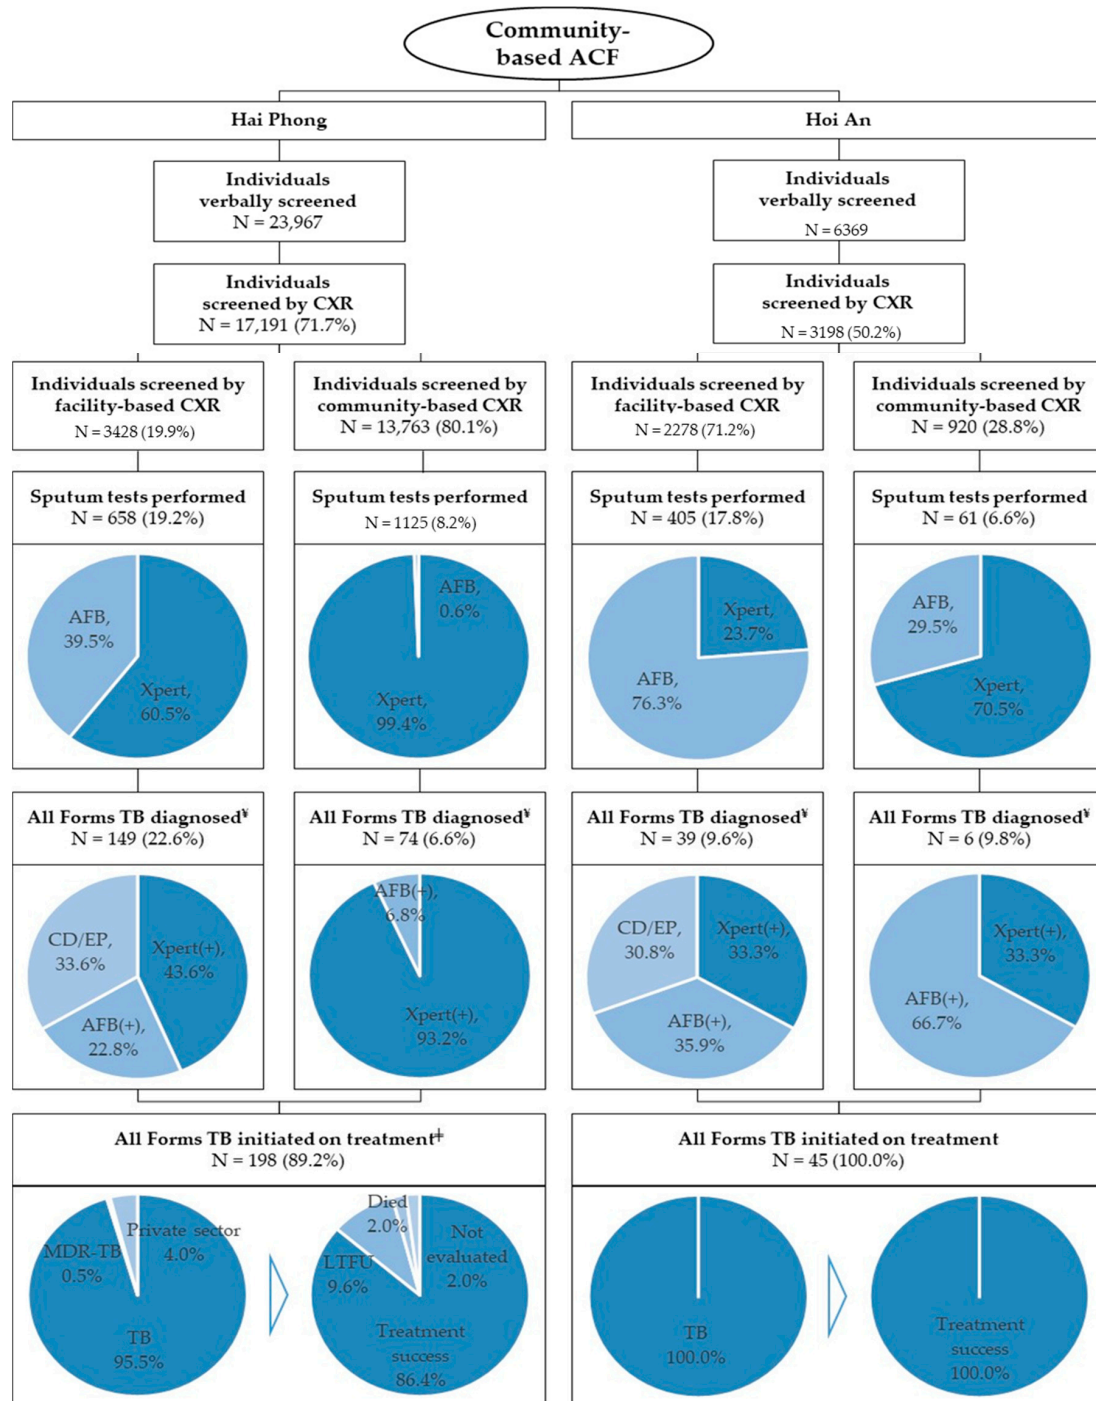 Community-
based ACF
Hai Phong
Hoi An
Individuals
verbally screened
N = 23,967
Individuals
verbally screened
N = 6369
Individuals
screened by CXR
N = 17,191 (71.7%)
Individuals
screened by CXR
N = 3198 (50.2%)
Individuals screened by
facility-based CXR
N = 3428 (19.9%)
Individuals screened by
community-based CXR
N = 13,763 (80.1%)
Individuals screened by
facility-based CXR
N = 2278 (71.2%)
Individuals screened by
community-based CXR
N = 920 (28.8%)
Sputum tests performed
N = 658 (19.2%)
Sputum tests performed
N = 1125 (8.2%)
Sputum tests performed
N = 405 (17.8%)
Sputum tests performed
N = 61 (6.6%)
AFB,
39.5%
Xpert,
60.5%
AFB,
0.6%
Xpert,
99.4%
Xpert,
23.7%
AFB,
76.3%
AFB,
29.5%
Xpert,
70.5%
All Forms TB diagnosed¥
N = 149 (22.6%)
All Forms TB diagnosed¥
N = 74 (6.6%)
All Forms TB diagnosed¥
N = 39 (9.6%)
All Forms TB diagnosed¥
N = 6 (9.8%)
CD/EP,
33.6%
Xpert(+),
43.6%
AFB(+),
22.8%
AFB(+),
6.8%
Xpert(+),
93.2%
CD/EP,
30.8%
Xpert(+),
33.3%
AFB(+),
35.9%
Xpert(+),
33.3%
AFB(+),
66.7%
All Forms TB initiated on treatment‡
N = 198 (89.2%)
All Forms TB initiated on treatment
N = 45 (100.0%)
Private sector
4.0%
MDR-TB
0.5%
TB
95.5%
Died
2.0%
Not
evaluated
2.0%
LTFU
9.6%
Treatment
success
86.4%
TB
100.0%
Treatment
success
100.0%